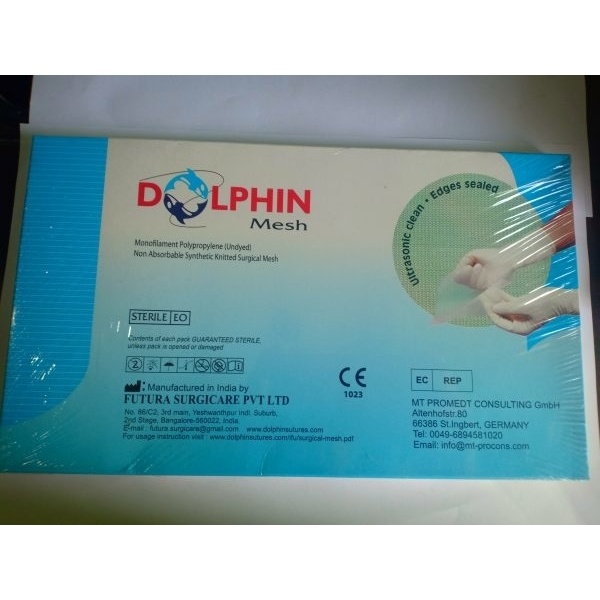 DOLPHIN
Mesh
Monofilament Polypropylene (Undyed)
Non Absorbable Synthetic Knitted Surgical Mesh
Ultrasonic clean • Edges sealed
STERILE EO
Contents of each pack GUARANTEED STERILE,
unless pack is opened or damaged
: Manufactured in India by
FUTURA SURGICARE PVT LTD
No. 66/C2, 3rd main, Yeshwanthpur Indl. Suburb,
2nd Stage, Bangalore-560022, India.
E-mail : futura.surgicare@gmail.com www.dolphinsutures.com
For usage instruction visit : www.dolphinsutures.com/ifu/surgical-mesh.pdf
CE
1023
EC REP
MT PROMEDT CONSULTING GmbH
Altenhofstr.80
66386 St.Ingbert, GERMANY
Tel: 0049-6894581020
Email: info@mt-procons.com